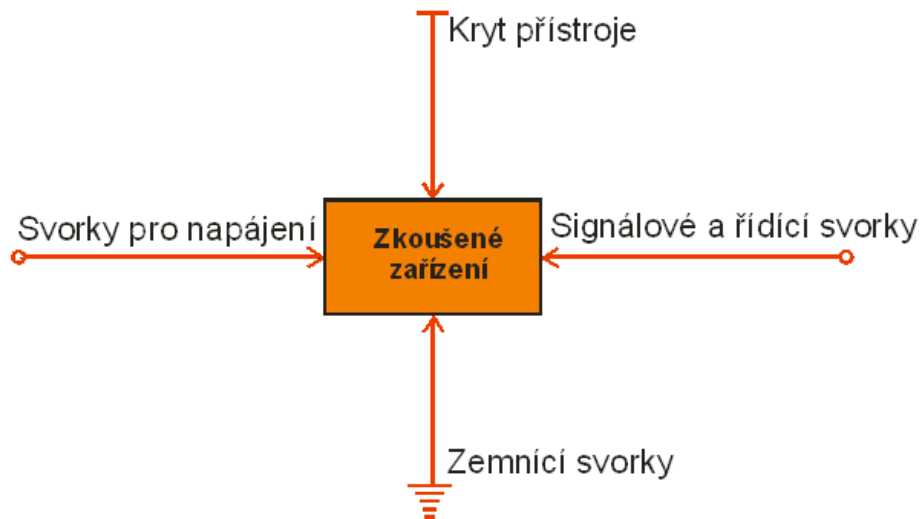 Kryt přístroje
Svorky pro napájení
Zkoušené
zařízení
Signálové a řídící svorky
Zemnící svorky